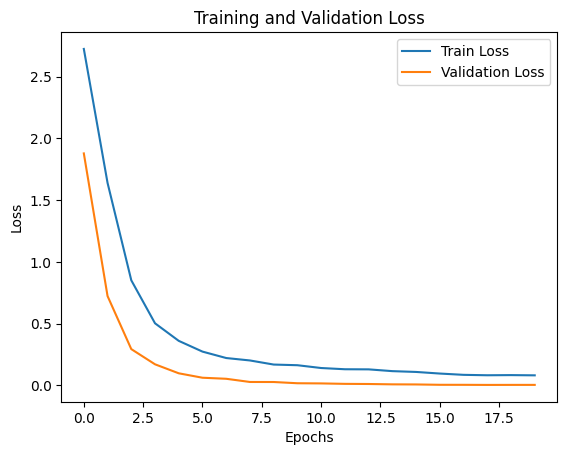 Training and Validation Loss
Train Loss
Validation Loss
2.5
2.0
1.5
1.0
0.5
0.0
Loss
0.0 2.5 5.0 7.5 10.0 12.5 15.0 17.5
Epochs